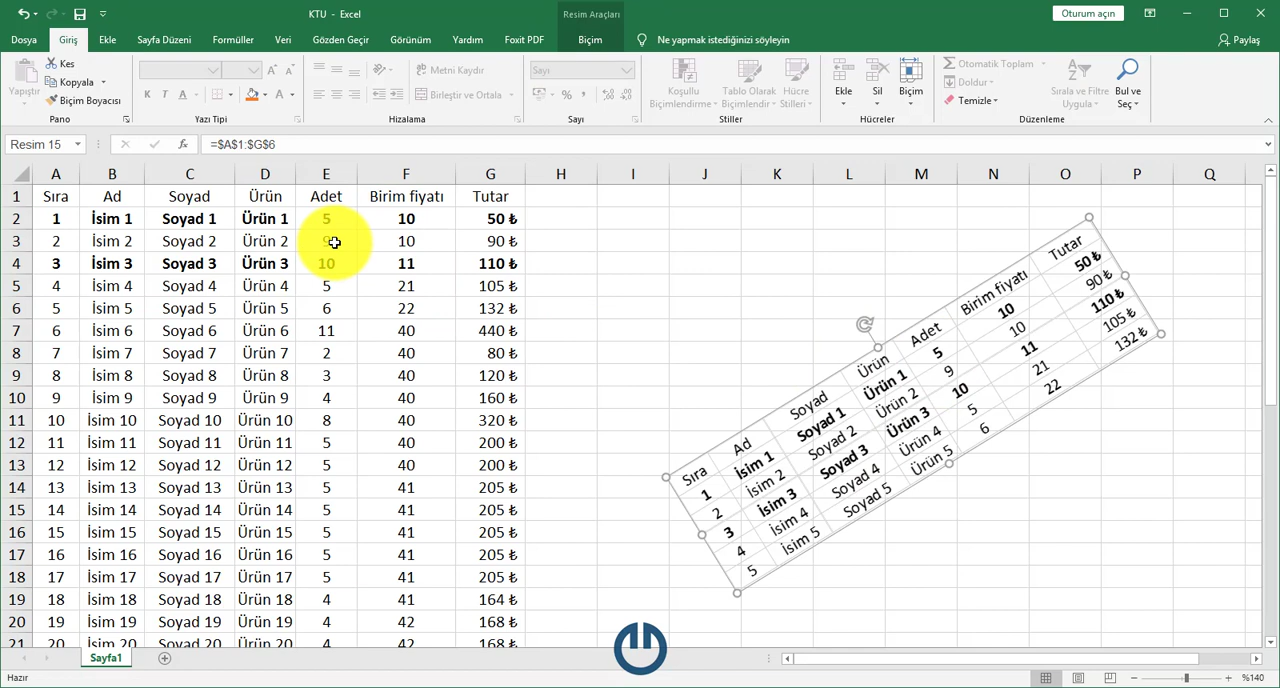 KTU - Excel
Resim Araçları
Oturum açın
Dosya Giriş Ekle Sayfa Düzeni Formüller Veri Gözden Geçir Görünüm Yardım Foxit PDF Biçim Ne yapmak istediğinizi söyleyin Paylaş
Yapıştır
Kes
Kopyala
Biçim Boyacısı
Pano
K T A
Yazı Tipi
Metni Kaydır
Birleştir ve Ortala
Hizalama
Sayı
Sayı
Koşullu Biçimlendirme
Tablo Olarak Biçimlendir
Hücre Stilleri
Stiller
Ekle
Sil
Biçim
Hücreler
Otomatik Toplam
Doldur
Temizle
Sırala ve Filtre Uygula
Bul ve Seç
Düzenleme
Resim 15 fx =$A$1:$G$6
A B C D E F G H I J K L M N O P Q
1 Sıra Ad Soyad Ürün Adet Birim fiyatı Tutar
2 1 İsim 1 Soyad 1 Ürün 1 5 10 50 ₺
3 2 İsim 2 Soyad 2 Ürün 2 9 10 90 ₺
4 3 İsim 3 Soyad 3 Ürün 3 10 11 110 ₺
5 4 İsim 4 Soyad 4 Ürün 4 5 21 105 ₺
6 5 İsim 5 Soyad 5 Ürün 5 6 22 132 ₺
7 6 İsim 6 Soyad 6 Ürün 6 11 40 440 ₺
8 7 İsim 7 Soyad 7 Ürün 7 2 40 80 ₺
9 8 İsim 8 Soyad 8 Ürün 8 3 40 120 ₺
10 9 İsim 9 Soyad 9 Ürün 9 4 40 160 ₺
11 10 İsim 10 Soyad 10 Ürün 10 8 40 320 ₺
12 11 İsim 11 Soyad 11 Ürün 11 5 40 200 ₺
13 12 İsim 12 Soyad 12 Ürün 12 5 40 200 ₺
14 13 İsim 13 Soyad 13 Ürün 13 5 41 205 ₺
15 14 İsim 14 Soyad 14 Ürün 14 5 41 205 ₺
16 15 İsim 15 Soyad 15 Ürün 15 5 41 205 ₺
17 16 İsim 16 Soyad 16 Ürün 16 5 41 205 ₺
18 17 İsim 17 Soyad 17 Ürün 17 5 41 205 ₺
19 18 İsim 18 Soyad 18 Ürün 18 4 41 164 ₺
20 19 İsim 19 Soyad 19 Ürün 19 4 42 168 ₺
21 20 İsim 20 Soyad 20 Ürün 20 4 42 168 ₺
Sıra Ad Soyad Ürün Adet Birim fiyatı Tutar
1 İsim 1 Soyad 1 Ürün 1 5 10 50 ₺
2 İsim 2 Soyad 2 Ürün 2 9 10 90 ₺
3 İsim 3 Soyad 3 Ürün 3 10 11 110 ₺
4 İsim 4 Soyad 4 Ürün 4 5 21 105 ₺
5 İsim 5 Soyad 5 Ürün 5 6 22 132 ₺
Sayfa1
Hazır
%140